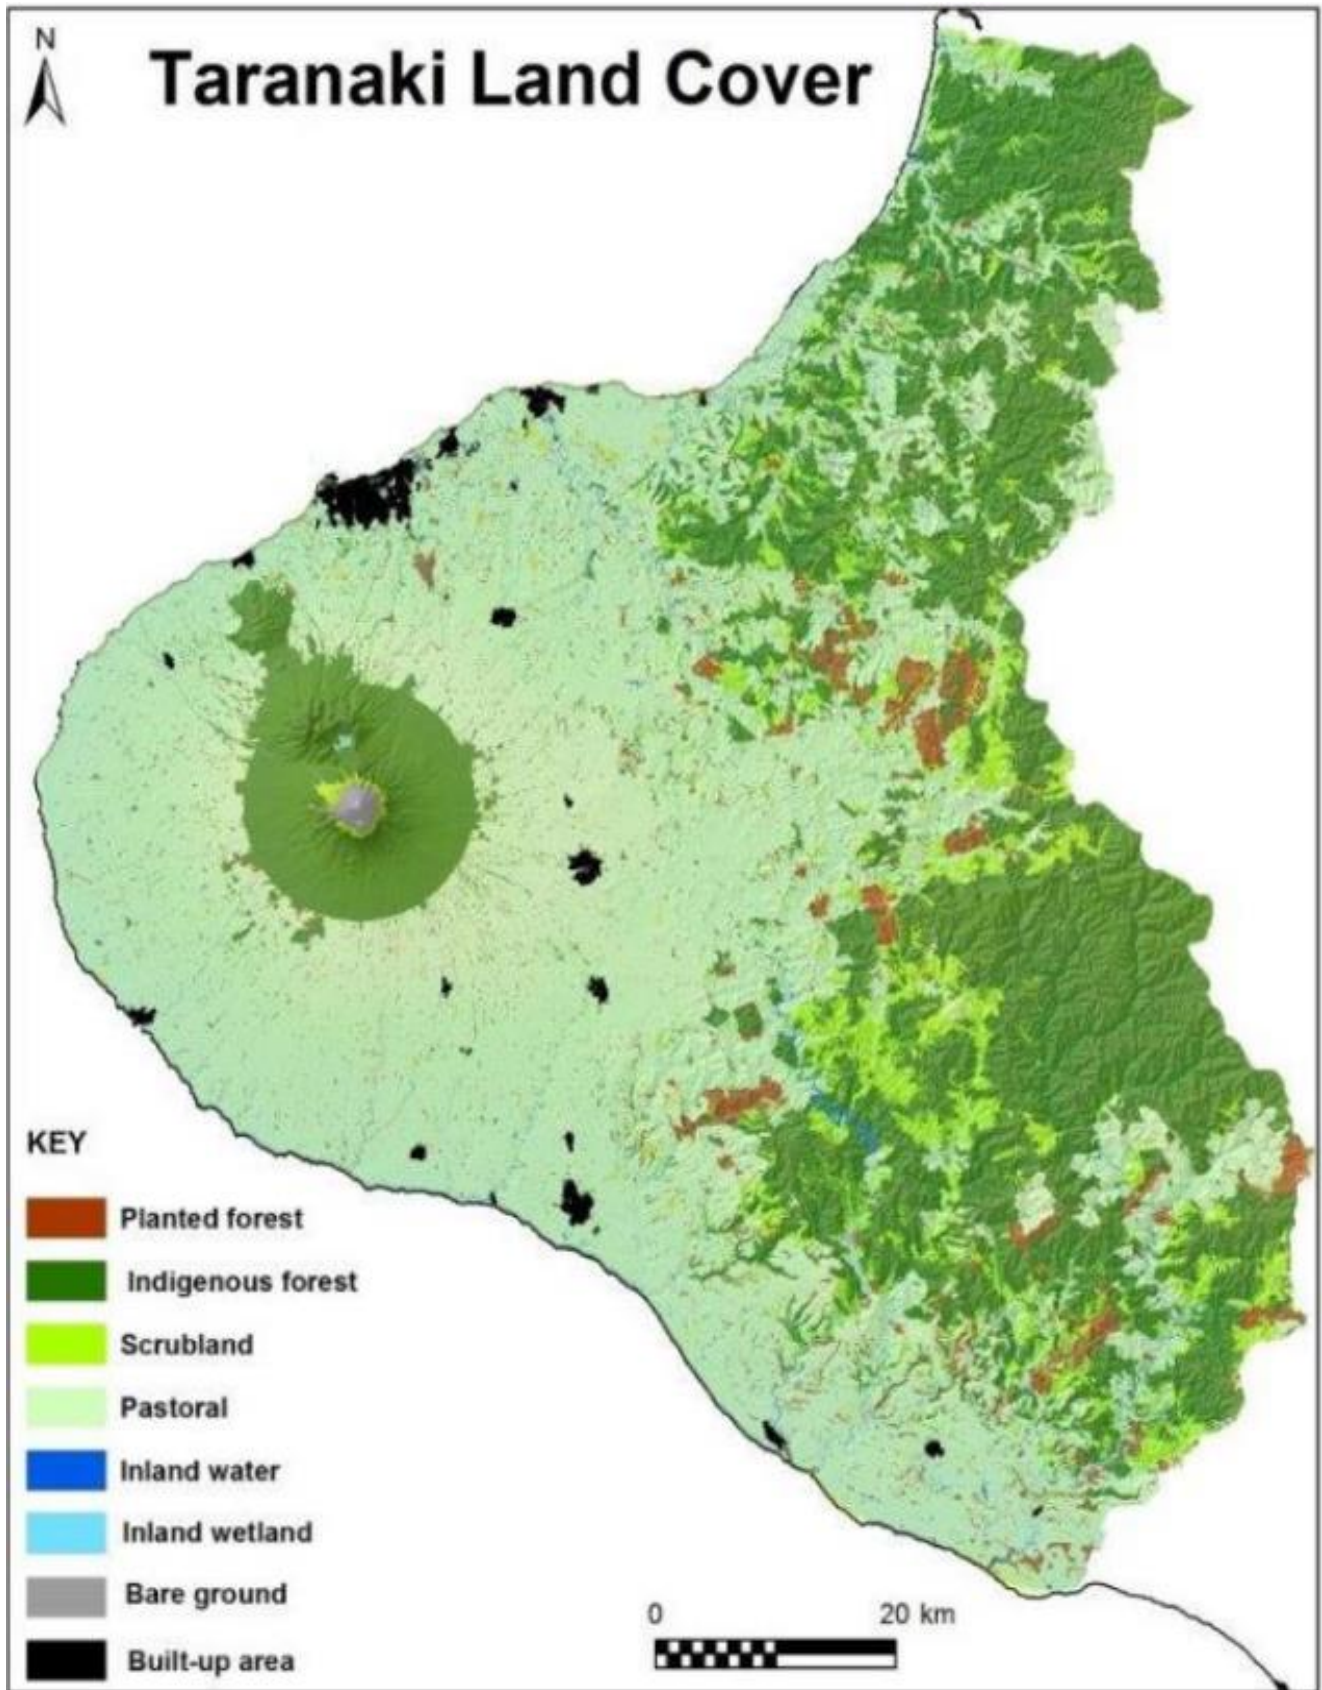 N
Taranaki Land Cover
KEY
Planted forest
Indigenous forest
Scrubland
Pastoral
Inland water
Inland wetland
Bare ground
Built-up area
0 20 km